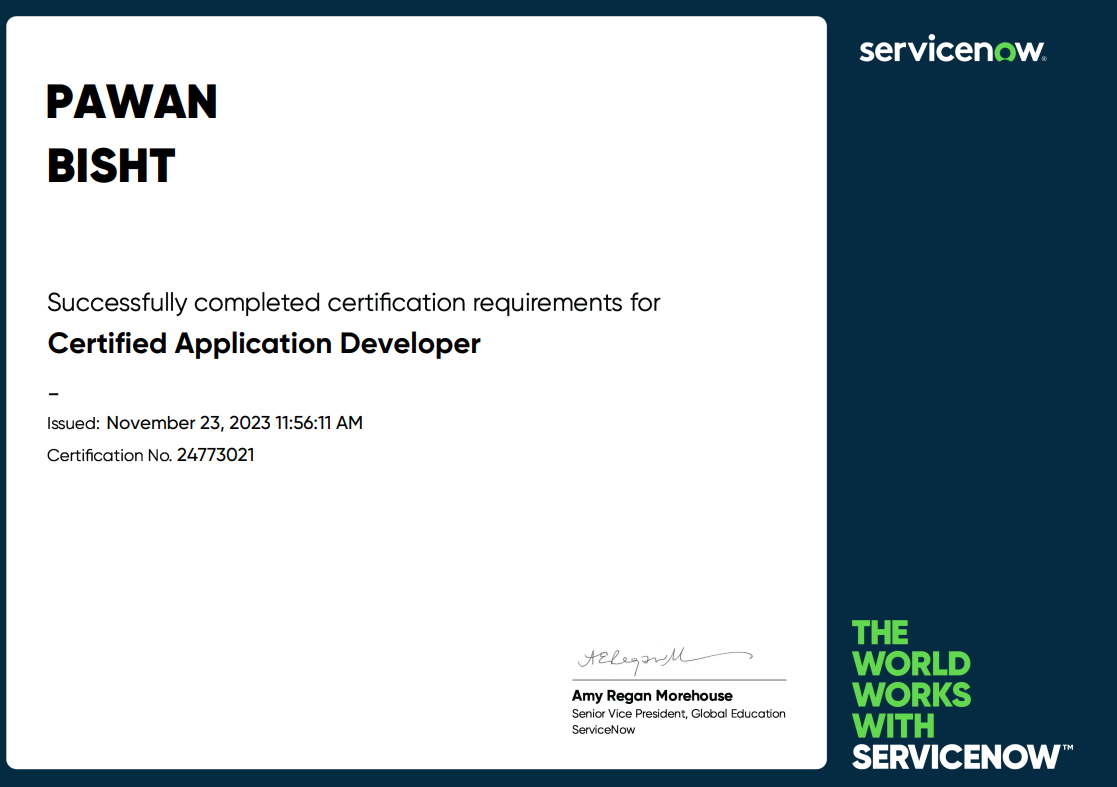 PAWAN
BISHT
Successfully completed certification requirements for
Certified Application Developer
–
Issued: November 23, 2023 11:56:11 AM
Certification No. 24773021
Amy Regan Morehouse
Senior Vice President, Global Education
ServiceNow
servicenow®
THE
WORLD
WORKS
WITH
SERVICENOW™